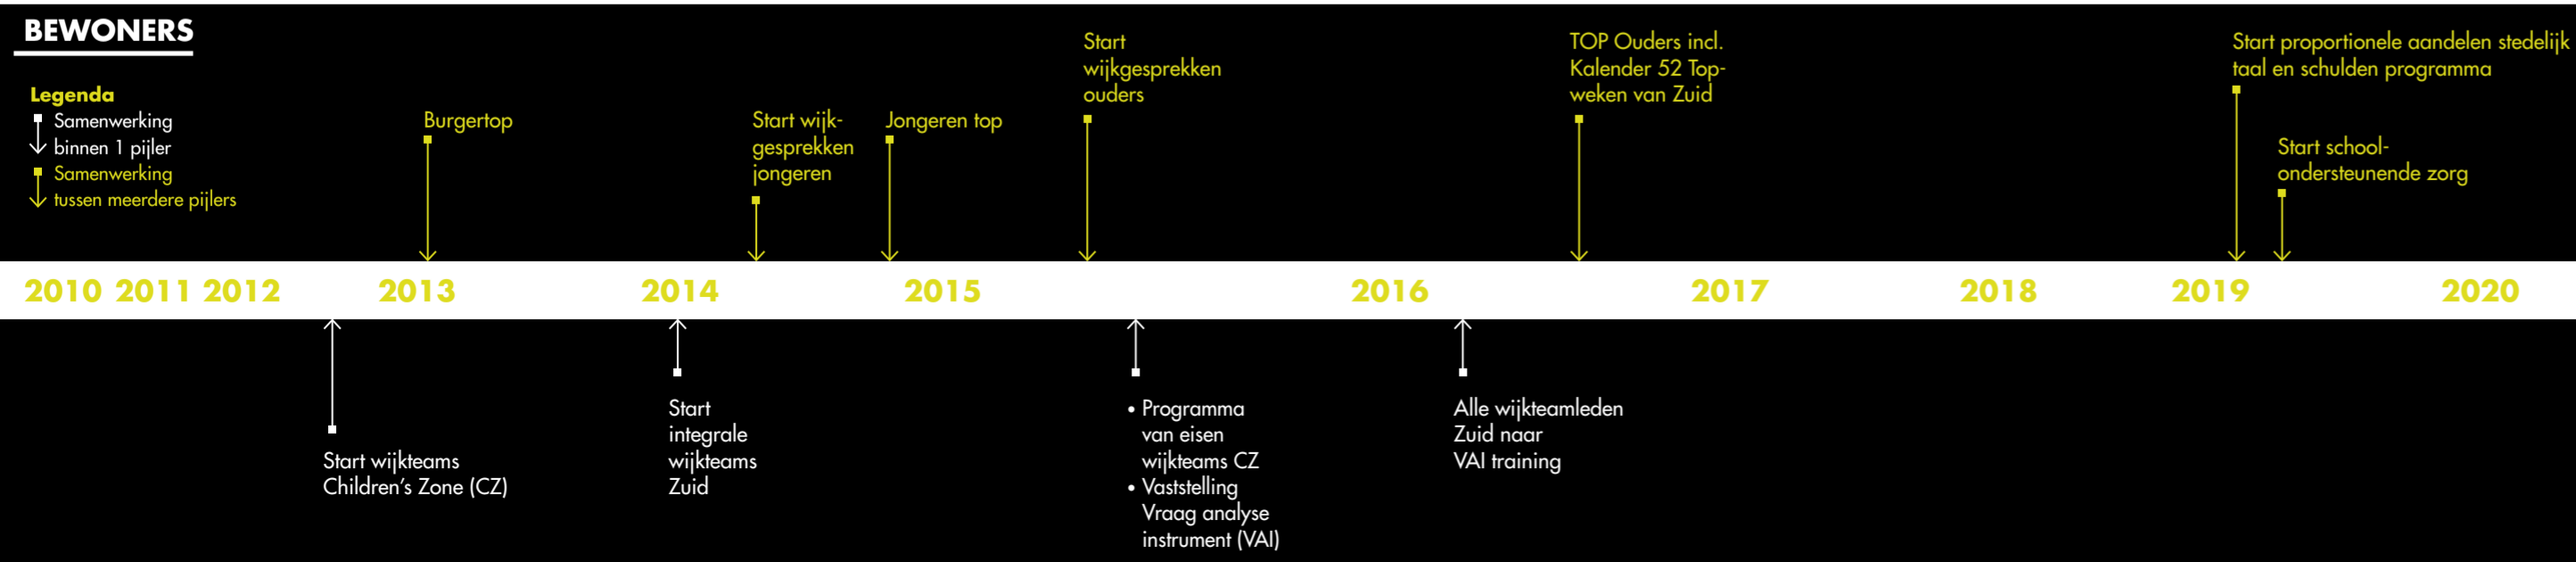 BEWONERS
Legenda
Samenwerking
binnen 1 pijler
Samenwerking
tussen meerdere pijlers
Burgertop
Start wijk-
gesprekken
jongeren
Jongeren top
Start
wijkgesprekken
ouders
TOP Ouders incl.
Kalender 52 Top-
weken van Zuid
Start proportionele aandelen stedelijk
taal en schulden programma
Start school-
ondersteunende zorg
2010 2011 2012 2013 2014 2015 2016 2017 2018 2019 2020
Start wijkteams
Children's Zone (CZ)
Start
integrale
wijkteams
Zuid
• Programma
van eisen
wijkteams CZ
• Vaststelling
Vraag analyse
instrument (VAI)
Alle wijkteamleden
Zuid naar
VAI training